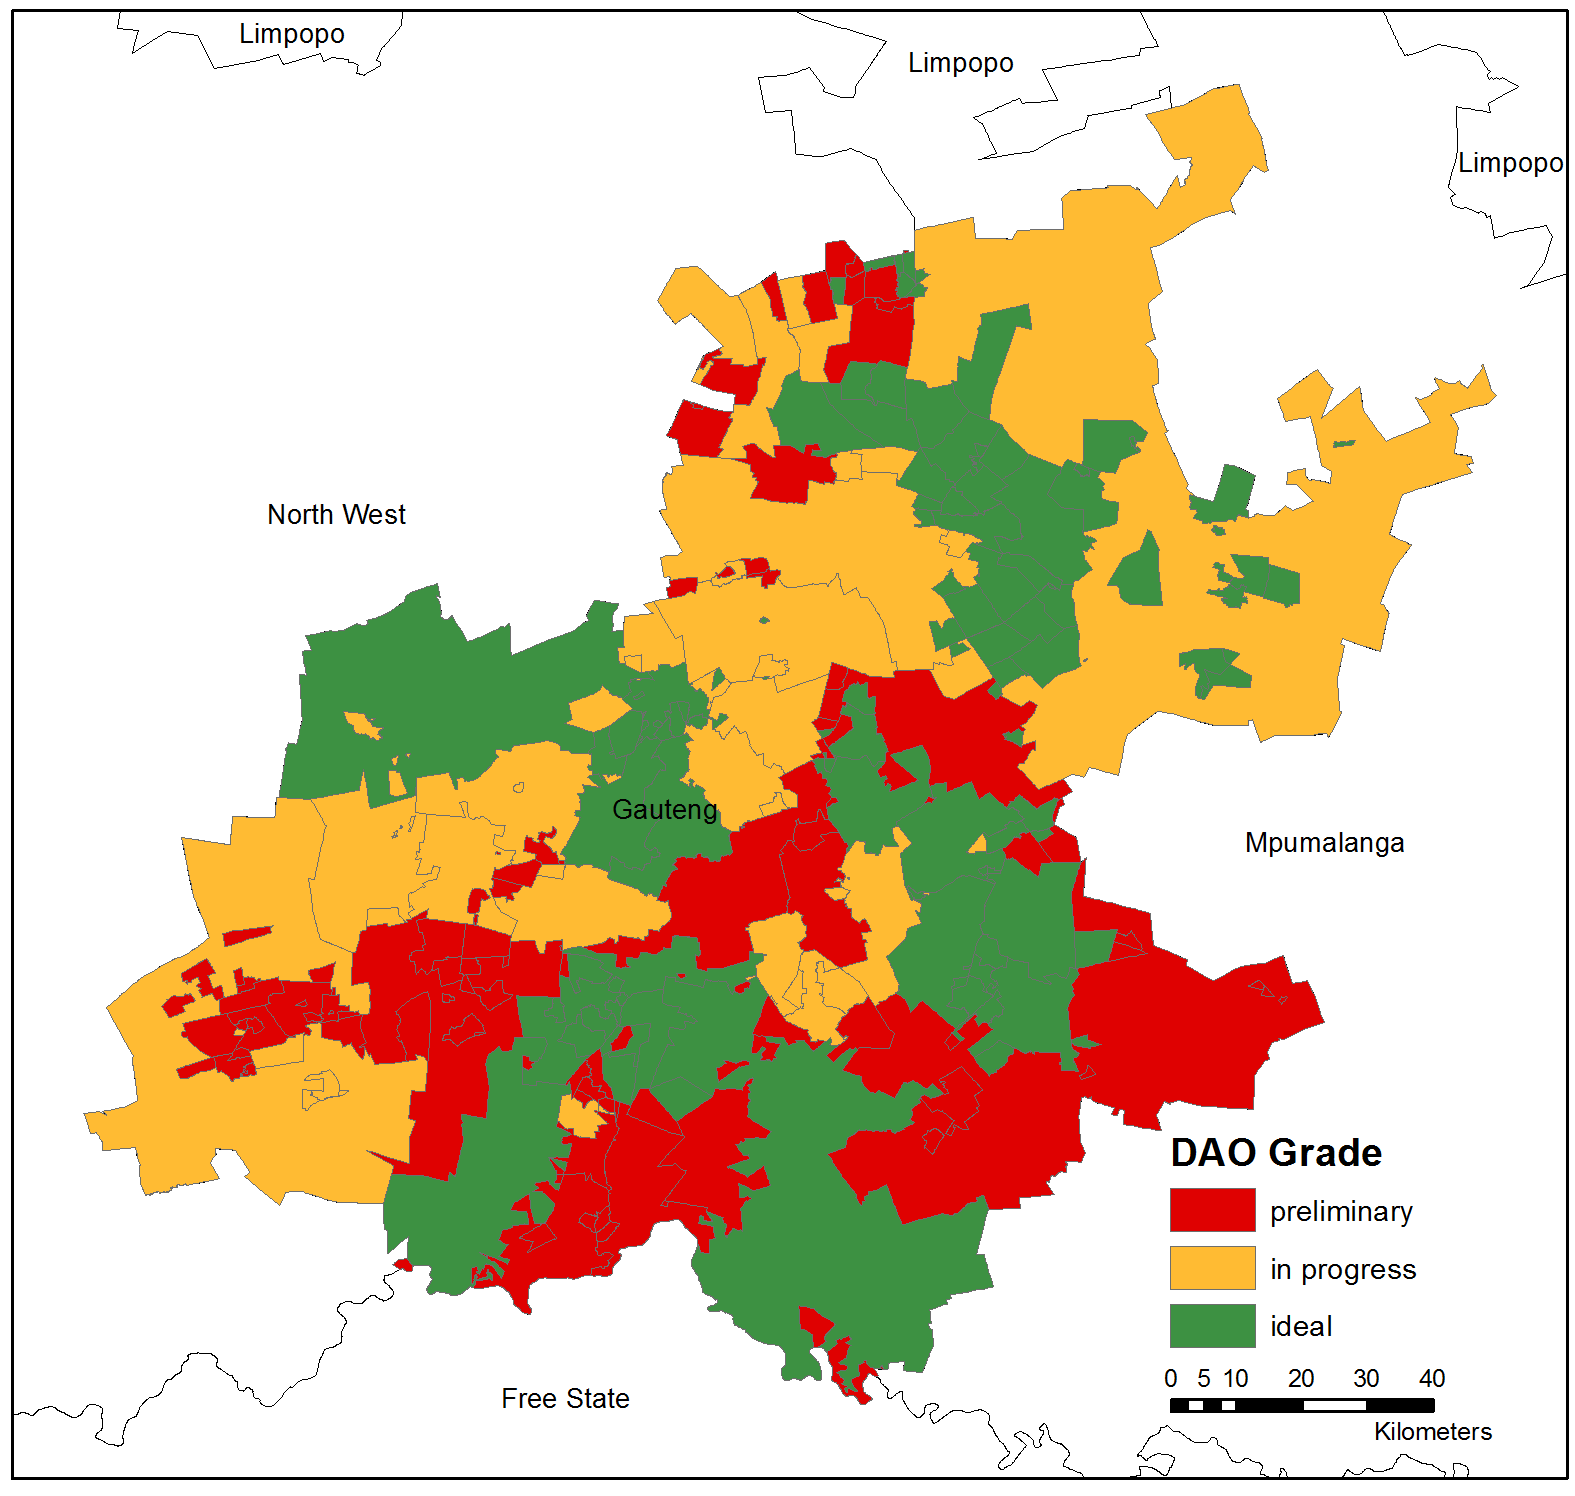 Limpopo
Limpopo
Limpopo
North West
Gauteng
Mpumalanga
Free State
DAO Grade
preliminary
in progress
ideal
0 5 10 20 30 40
Kilometers